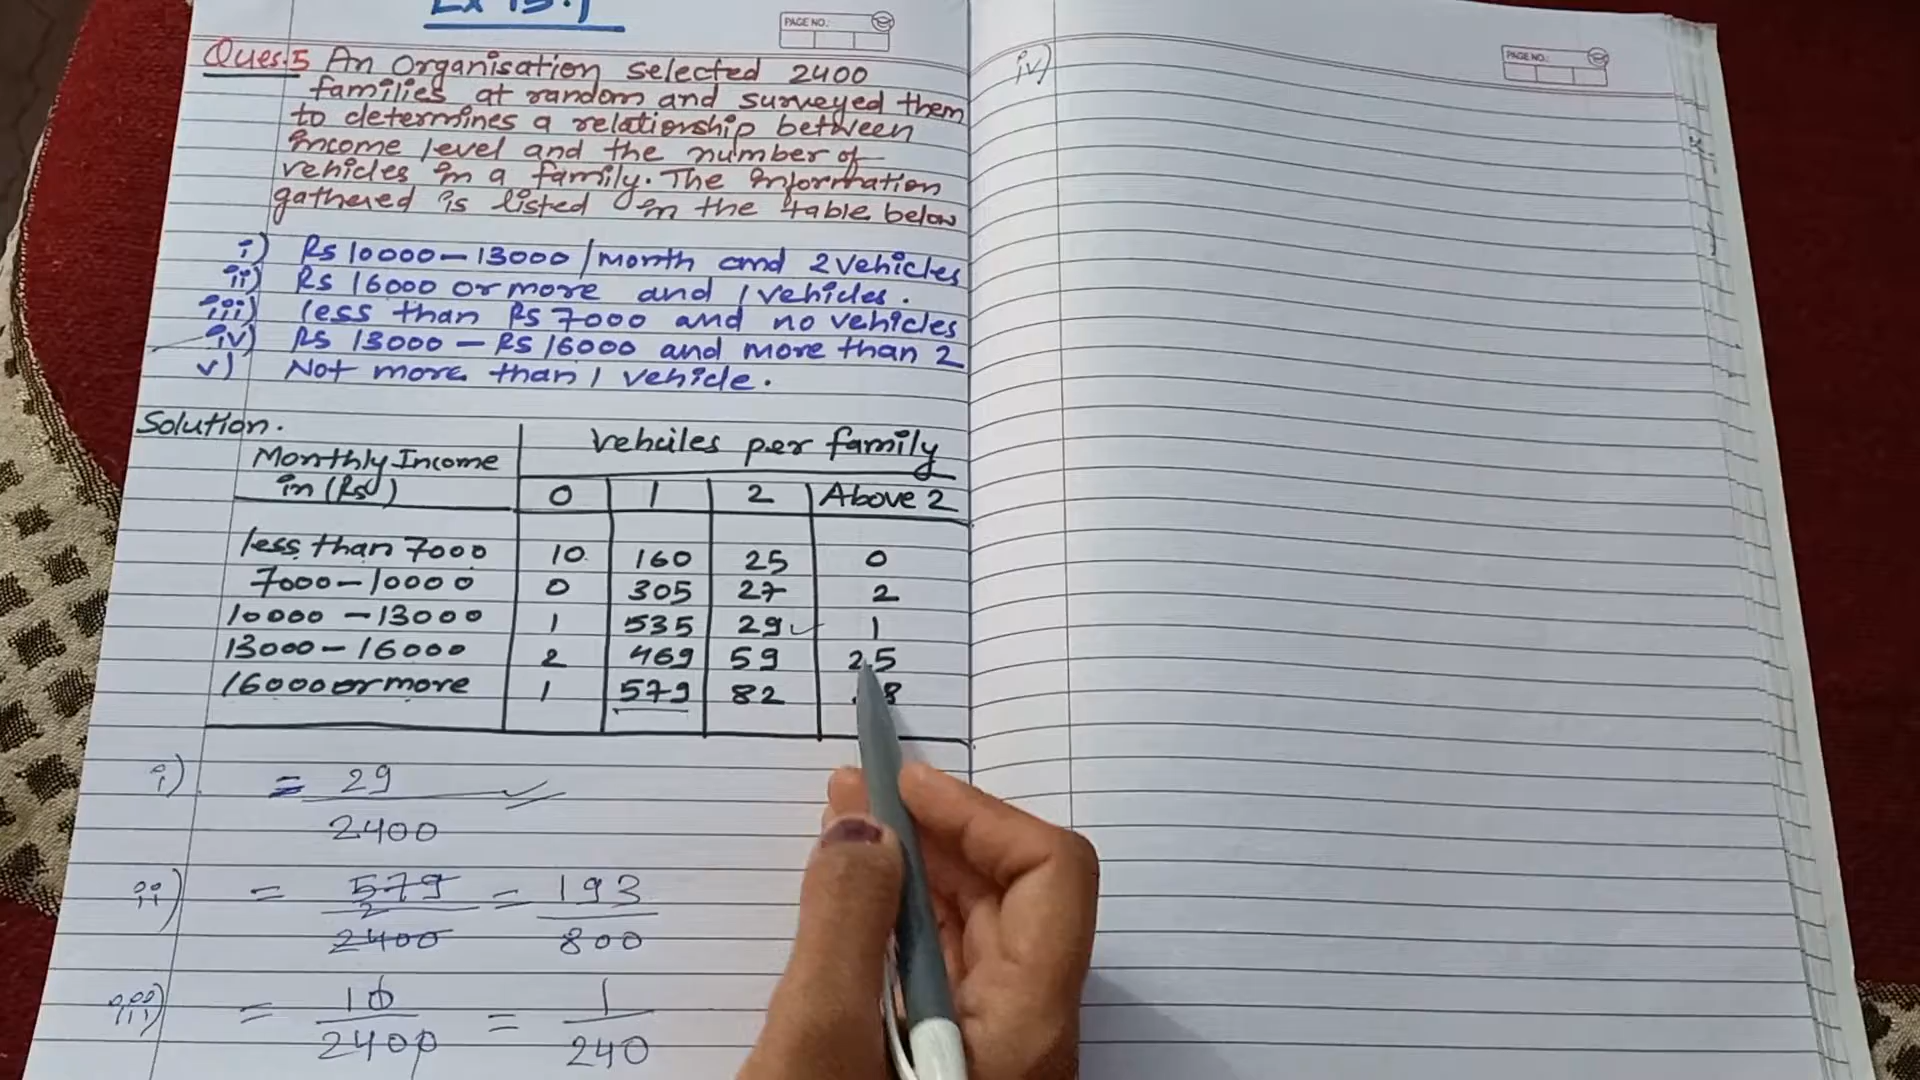 Ex 13.1
PAGE NO.:
Ques.5 An Organisation selected 2400
families at random and surveyed them
to determines a relationship between
income level and the number of
vehicles in a family. The information
gathered is listed in the table below
i) Rs 10000-13000/month and 2 vehicles
ii) Rs 16000 or more and 1 vehicles.
iii) less than Rs 7000 and no vehicles
iv) Rs 13000 - Rs 16000 and more than 2
v) Not more than 1 vehicle.
Solution.
Monthly Income in (Rs) Vehciles per family
0 1 2 Above 2
less than 7000 10 160 25 0
7000-10000 0 305 27 2
10000-13000 1 535 29 1
13000-16000 2 469 59 25
16000 or more 1 579 82 8
i) = 29/2400
ii) = 579/2400 = 193/800
iii) = 10/2400 = 1/240
PAGE NO.:
iv)